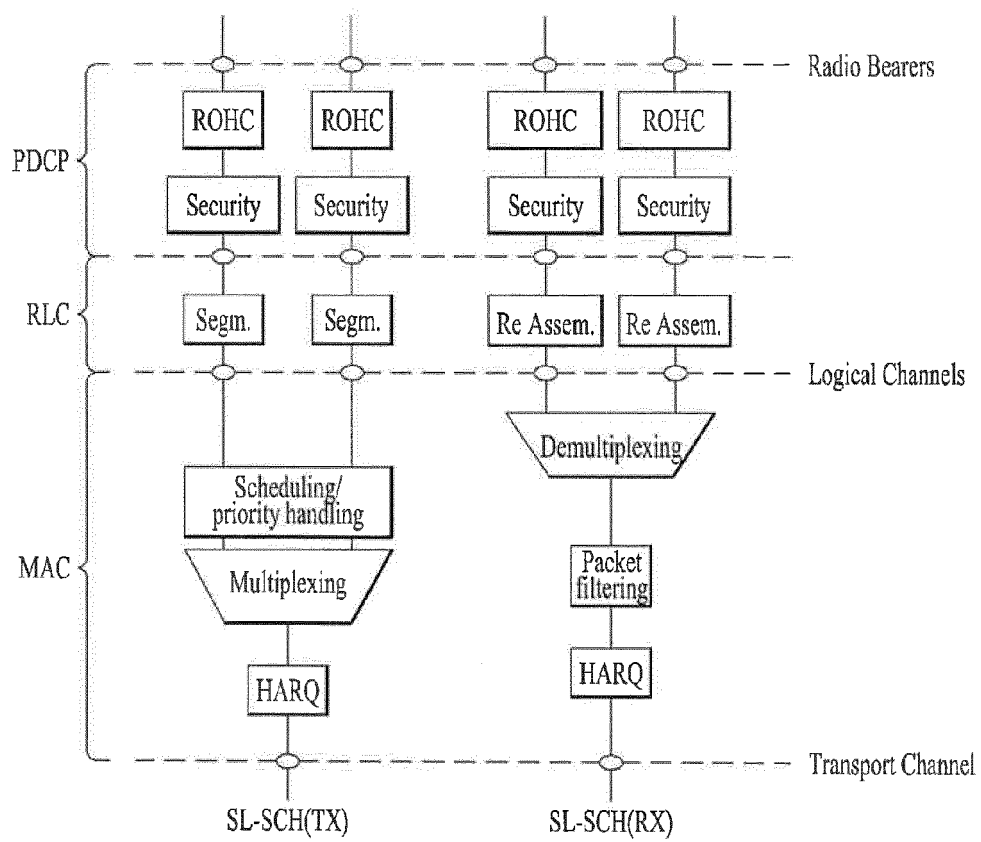 Radio Bearers
ROHC ROHC ROHC ROHC
PDCP
Security Security Security Security
RLC
Segm. Segm. Re Assem. Re Assem.
Logical Channels
Demultiplexing
Scheduling/
priority handling
MAC
Packet
filtering
Multiplexing
HARQ
HARQ
Transport Channel
SL-SCH(TX) SL-SCH(RX)